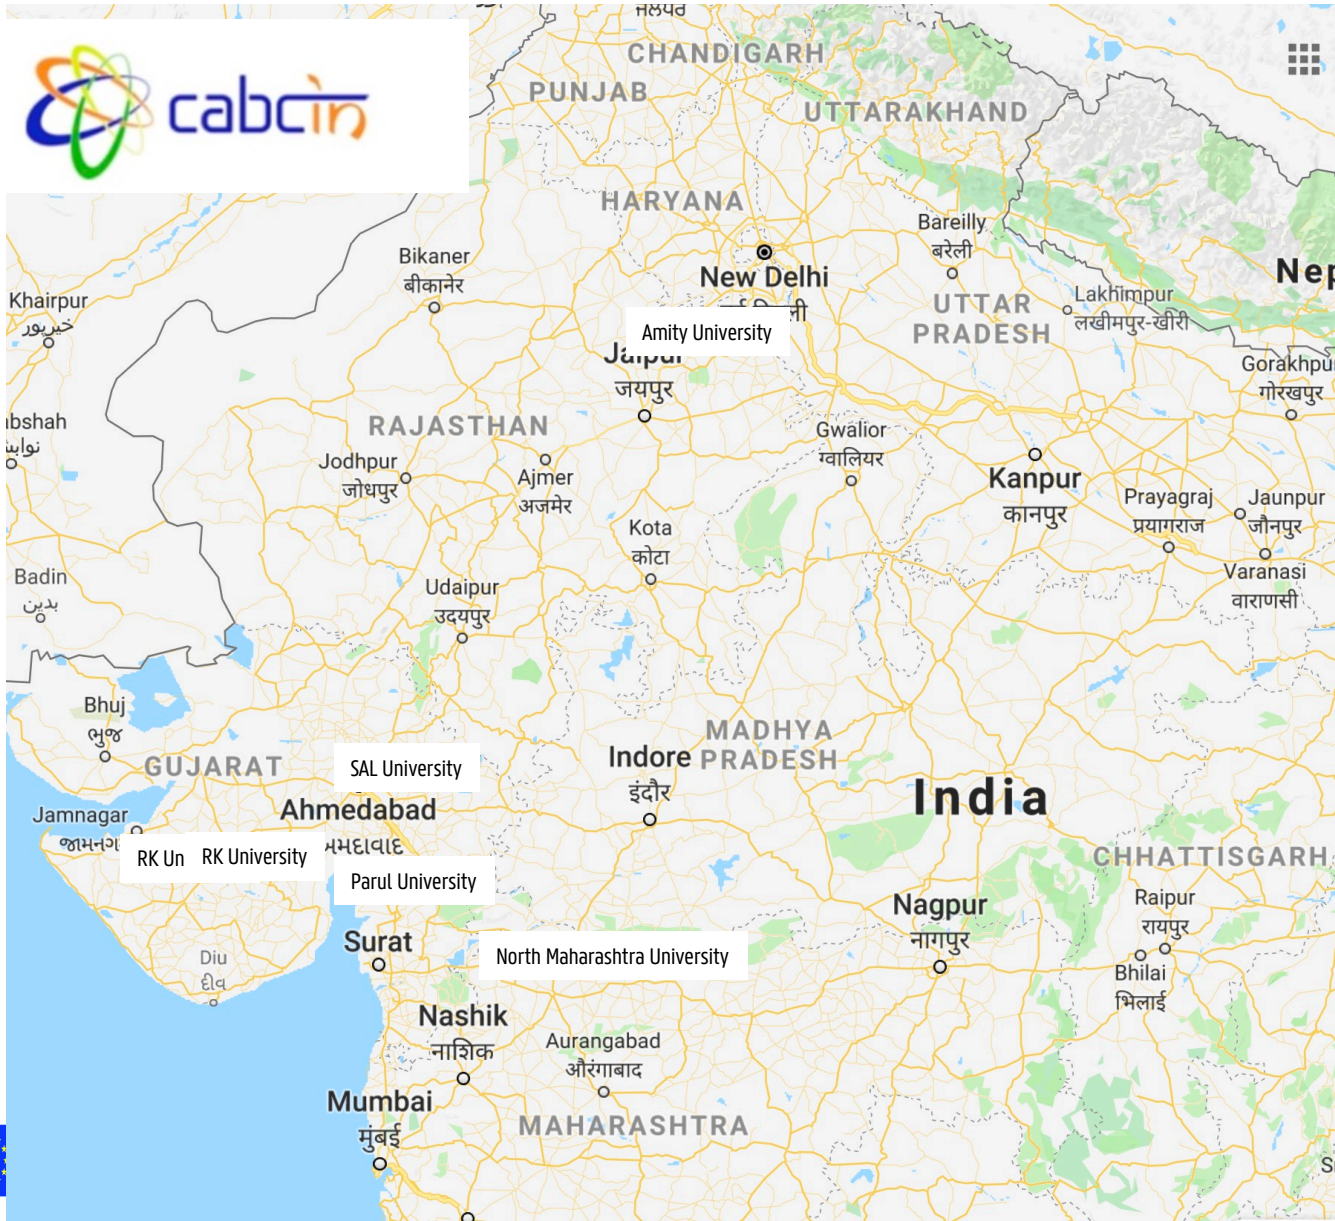 cabcin
CHANDIGARH
PUNJAB
UTTARAKHAND
HARYANA
Bareilly
बरेली
New Delhi
Bikaner
बीकानेर
Khairpur
خیرپور
Lakhimpur
लखीमपुर-खीरी
UTTAR
PRADESH
Amity University
Jaipur
जयपुर
Gorakhpur
गोरखपुर
RAJASTHAN
Gwalior
ग्वालियर
Jodhpur
जोधपुर
Ajmer
अजमेर
Kanpur
कानपुर
Prayagraj
प्रयागराज
Jaunpur
जौनपुर
Kota
कोटा
Varanasi
वाराणसी
Badin
بدین
Udaipur
उदयपुर
Bhuj
ભુજ
MADHYA
PRADESH
Indore
इंदौर
GUJARAT
SAL University
India
Ahmedabad
અમદાવાદ
Jamnagar
RK Un
RK University
Parul University
CHHATTISGARH
Raipur
रायपुर
Nagpur
नागपुर
Surat
North Maharashtra University
Diu
દીવ
Bhilai
भिलाई
Nashik
नाशिक
Aurangabad
औरंगाबाद
Mumbai
मुंबई
MAHARASHTRA